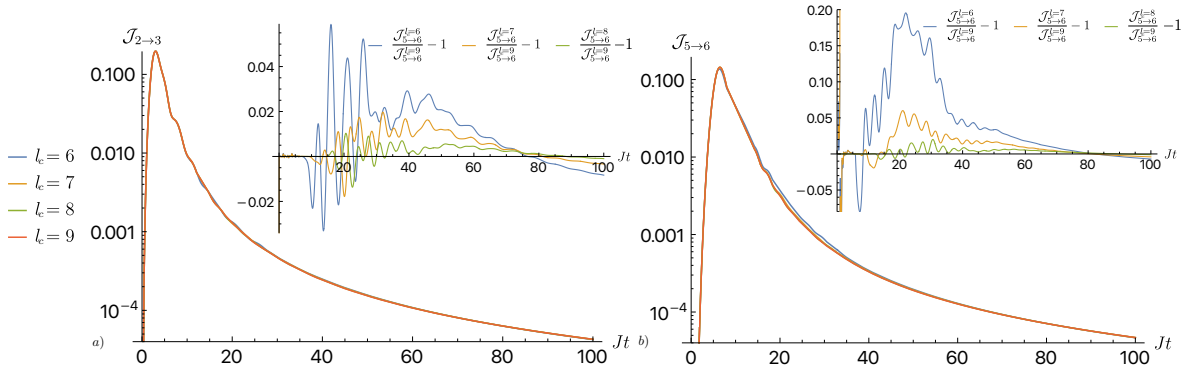 𝒥₂→₃
0.100
0.010
0.001
10⁻⁴
0 20 40 60 80 100 Jt
a)
l_c = 6
l_c = 7
l_c = 8
l_c = 9
𝒥^{l=6}_{5→6}/𝒥^{l=9}_{5→6} − 1 𝒥^{l=7}_{5→6}/𝒥^{l=9}_{5→6} − 1 𝒥^{l=8}_{5→6}/𝒥^{l=9}_{5→6} −1
0.04
0.02
−0.02
20 40 60 80 100
Jt
𝒥₅→₆
0.100
0.010
0.001
10⁻⁴
0 20 40 60 80 100 Jt
b)
𝒥^{l=6}_{5→6}/𝒥^{l=9}_{5→6} − 1 𝒥^{l=7}_{5→6}/𝒥^{l=9}_{5→6} − 1 𝒥^{l=8}_{5→6}/𝒥^{l=9}_{5→6} −1
0.20
0.15
0.10
0.05
−0.05
20 40 60 80 100
Jt